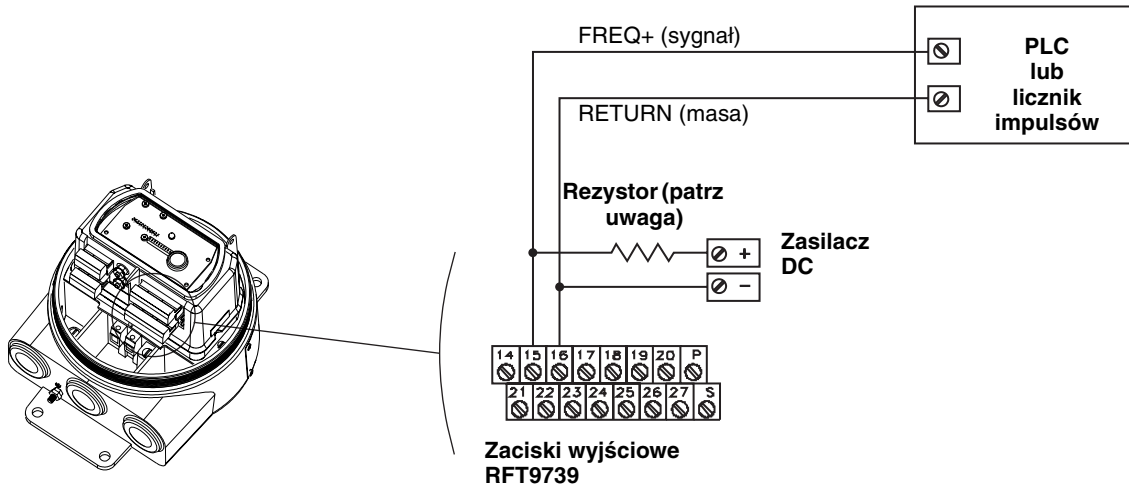 FREQ+ (sygnał)
RETURN (masa)
PLC
lub
licznik
impulsów
Rezystor (patrz
uwaga)
+
Zasilacz
DC
–
14 15 16 17 18 19 20 P
21 22 23 24 25 26 27 S
Zaciski wyjściowe
RFT9739